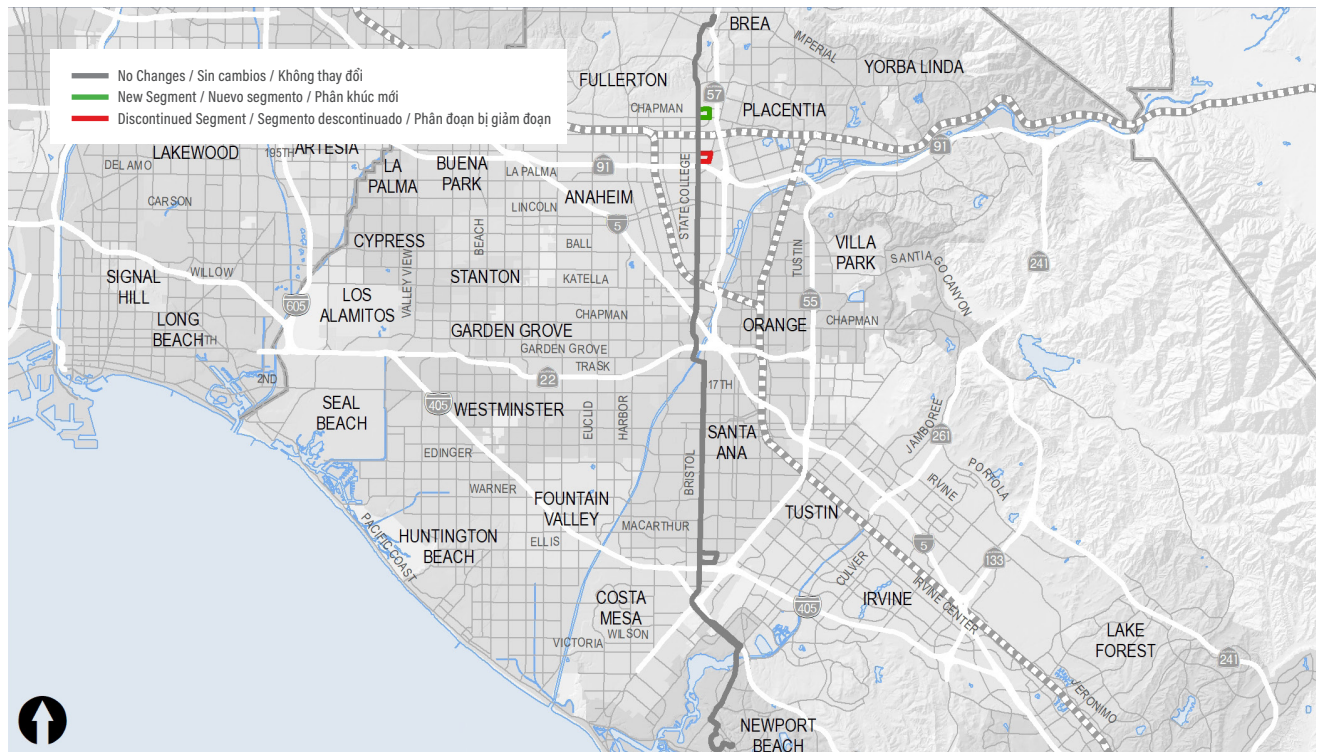 No Changes / Sin cambios / Không thay đổi
New Segment / Nuevo segmento / Phân khúc mới
Discontinued Segment / Segmento descontinuado / Phân đoạn bị giảm đoạn
BREA
IMPERIAL
YORBA LINDA
FULLERTON
57
CHAPMAN
PLACENTIA
LAKEWOOD
195TH
ARTESIA
DEL AMO
LA
PALMA
BUENA
PARK
LA PALMA
91
91
CARSON
LINCOLN
ANAHEIM
STATE COLLEGE
5
CYPRESS
BEACH
BALL
VILLA
PARK
TUSTIN
SANTIAGO CANYON
241
SIGNAL
HILL
WILLOW
VALLEY VIEW
STANTON
KATELLA
605
LOS
ALAMITOS
55
LONG
BEACH
TH
CHAPMAN
GARDEN GROVE
GARDEN GROVE
ORANGE
CHAPMAN
TRASK
22
2ND
17TH
SEAL
BEACH
405
WESTMINSTER
EUCLID
HARBOR
SANTA
ANA
JAMBOREE
261
EDINGER
BRISTOL
PORTOLA
IRVINE
WARNER
FOUNTAIN
VALLEY
TUSTIN
MACARTHUR
PACIFIC COAST
HUNTINGTON
BEACH
ELLIS
5
133
CULVER
IRVINE
IRVINE CENTER
COSTA
MESA
405
WILSON
VICTORIA
LAKE
FOREST
241
JERONIMO
NEWPORT
BEACH